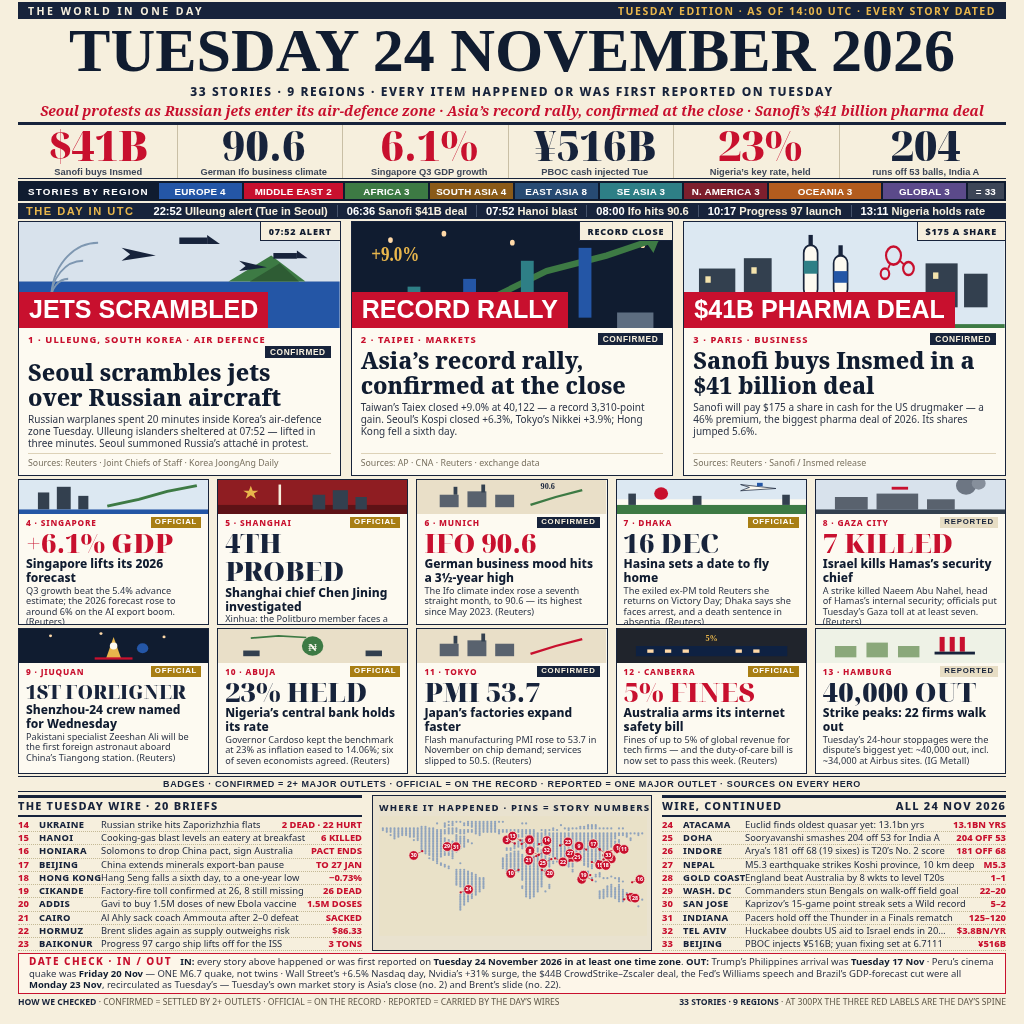 THE WORLD IN ONE DAY
TUESDAY EDITION · AS OF 14:00 UTC · EVERY STORY DATED
TUESDAY 24 NOVEMBER 2026
33 STORIES · 9 REGIONS · EVERY ITEM HAPPENED OR WAS FIRST REPORTED ON TUESDAY
Seoul protests as Russian jets enter its air-defence zone · Asia's record rally, confirmed at the close · Sanofi's $41 billion pharma deal
$41B
Sanofi buys Insmed
90.6
German Ifo business climate
6.1%
Singapore Q3 GDP growth
¥516B
PBOC cash injected Tue
23%
Nigeria's key rate, held
204
runs off 53 balls, India A
STORIES BY REGION EUROPE 4 MIDDLE EAST 2 AFRICA 3 SOUTH ASIA 4 EAST ASIA 8 SE ASIA 3 N. AMERICA 3 OCEANIA 3 GLOBAL 3 = 33
THE DAY IN UTC 22:52 Ulleung alert (Tue in Seoul) 06:36 Sanofi $41B deal 07:52 Hanoi blast 08:00 Ifo hits 90.6 10:17 Progress 97 launch 13:11 Nigeria holds rate
07:52 ALERT
JETS SCRAMBLED
1 · ULLEUNG, SOUTH KOREA · AIR DEFENCE
CONFIRMED
Seoul scrambles jets
over Russian aircraft
Russian warplanes spent 20 minutes inside Korea's air-defence
zone Tuesday. Ulleung islanders sheltered at 07:52 — lifted in
three minutes. Seoul summoned Russia's attaché in protest.
Sources: Reuters · Joint Chiefs of Staff · Korea JoongAng Daily
RECORD CLOSE
+9.0%
RECORD RALLY
2 · TAIPEI · MARKETS
CONFIRMED
Asia's record rally,
confirmed at the close
Taiwan's Taiex closed +9.0% at 40,122 — a record 3,310-point
gain. Seoul's Kospi closed +6.3%, Tokyo's Nikkei +3.9%; Hong
Kong fell a sixth day.
Sources: AP · CNA · Reuters · exchange data
$175 A SHARE
$41B PHARMA DEAL
3 · PARIS · BUSINESS
CONFIRMED
Sanofi buys Insmed in a
$41 billion deal
Sanofi will pay $175 a share in cash for the US drugmaker — a
46% premium, the biggest pharma deal of 2026. Its shares
jumped 5.6%.
Sources: Reuters · Sanofi / Insmed release
4 · SINGAPORE
OFFICIAL
+6.1% GDP
Singapore lifts its 2026
forecast
Q3 growth beat the 5.4% advance
estimate; the 2026 forecast rose to
around 6% on the AI export boom.
(Reuters)
5 · SHANGHAI
OFFICIAL
4TH
PROBED
Shanghai chief Chen Jining
investigated
Xinhua: the Politburo member faces a
90.6
6 · MUNICH
CONFIRMED
IFO 90.6
German business mood hits
a 3½-year high
The Ifo climate index rose a seventh
straight month, to 90.6 — its highest
since May 2023. (Reuters)
7 · DHAKA
OFFICIAL
16 DEC
Hasina sets a date to fly
home
The exiled ex-PM told Reuters she
returns on Victory Day; Dhaka says she
faces arrest, and a death sentence in
absentia. (Reuters)
8 · GAZA CITY
REPORTED
7 KILLED
Israel kills Hamas's security
chief
A strike killed Naeem Abu Nahel, head
of Hamas's internal security; officials put
Tuesday's Gaza toll at at least seven.
(Reuters)
9 · JIUQUAN
OFFICIAL
1ST FOREIGNER
Shenzhou-24 crew named
for Wednesday
Pakistani specialist Zeeshan Ali will be
the first foreign astronaut aboard
China's Tiangong station. (Reuters)
₦
10 · ABUJA
OFFICIAL
23% HELD
Nigeria's central bank holds
its rate
Governor Cardoso kept the benchmark
at 23% as inflation eased to 14.06%; six
of seven economists agreed. (Reuters)
11 · TOKYO
CONFIRMED
PMI 53.7
Japan's factories expand
faster
Flash manufacturing PMI rose to 53.7 in
November on chip demand; services
slipped to 50.5. (Reuters)
5%
12 · CANBERRA
OFFICIAL
5% FINES
Australia arms its internet
safety bill
Fines of up to 5% of global revenue for
tech firms — and the duty-of-care bill is
now set to pass this week. (Reuters)
13 · HAMBURG
REPORTED
40,000 OUT
Strike peaks: 22 firms walk
out
Tuesday's 24-hour stoppages were the
dispute's biggest yet: ~40,000 out, incl.
~34,000 at Airbus sites. (IG Metall)
BADGES · CONFIRMED = 2+ MAJOR OUTLETS · OFFICIAL = ON THE RECORD · REPORTED = ONE MAJOR OUTLET · SOURCES ON EVERY HERO
THE TUESDAY WIRE · 20 BRIEFS
14 UKRAINE Russian strike hits Zaporizhzhia flats 2 DEAD · 22 HURT
15 HANOI Cooking-gas blast levels an eatery at breakfast 6 KILLED
16 HONIARA Solomons to drop China pact, sign Australia PACT ENDS
17 BEIJING China extends minerals export-ban pause TO 27 JAN
18 HONG KONG Hang Seng falls a sixth day, to a one-year low −0.73%
19 CIKANDE Factory-fire toll confirmed at 26, 8 still missing 26 DEAD
20 ADDIS Gavi to buy 1.5M doses of new Ebola vaccine 1.5M DOSES
21 CAIRO Al Ahly sack coach Ammouta after 2–0 defeat SACKED
22 HORMUZ Brent slides again as supply outweighs risk $86.33
23 BAIKONUR Progress 97 cargo ship lifts off for the ISS 3 TONS
WHERE IT HAPPENED · PINS = STORY NUMBERS
WIRE, CONTINUED ALL 24 NOV 2026
24 ATACAMA Euclid finds oldest quasar yet: 13.1bn yrs 13.1BN YRS
25 DOHA Sooryavanshi smashes 204 off 53 for India A 204 OFF 53
26 INDORE Arya's 181 off 68 (19 sixes) is T20's No. 2 score 181 OFF 68
27 NEPAL M5.3 earthquake strikes Koshi province, 10 km deep M5.3
28 GOLD COAST England beat Australia by 8 wkts to level T20s 1–1
29 WASH. DC Commanders stun Bengals on walk-off field goal 22–20
30 SAN JOSE Kaprizov's 15-game point streak sets a Wild record 5–2
31 INDIANA Pacers hold off the Thunder in a Finals rematch 125–120
32 TEL AVIV Huckabee doubts US aid to Israel ends in 20… $3.8BN/YR
33 BEIJING PBOC injects ¥516B; yuan fixing set at 6.7111 ¥516B
DATE CHECK · IN / OUT IN: every story above happened or was first reported on Tuesday 24 November 2026 in at least one time zone. OUT: Trump's Philippines arrival was Tuesday 17 Nov · Peru's cinema
quake was Friday 20 Nov — ONE M6.7 quake, not twins · Wall Street's +6.5% Nasdaq day, Nvidia's +31% surge, the $44B CrowdStrike–Zscaler deal, the Fed's Williams speech and Brazil's GDP-forecast cut were all
Monday 23 Nov, recirculated as Tuesday's — Tuesday's own market story is Asia's close (no. 2) and Brent's slide (no. 22).
HOW WE CHECKED · CONFIRMED = SETTLED BY 2+ OUTLETS · OFFICIAL = ON THE RECORD · REPORTED = CARRIED BY THE DAY'S WIRES
33 STORIES · 9 REGIONS · AT 300PX THE THREE RED LABELS ARE THE DAY'S SPINE